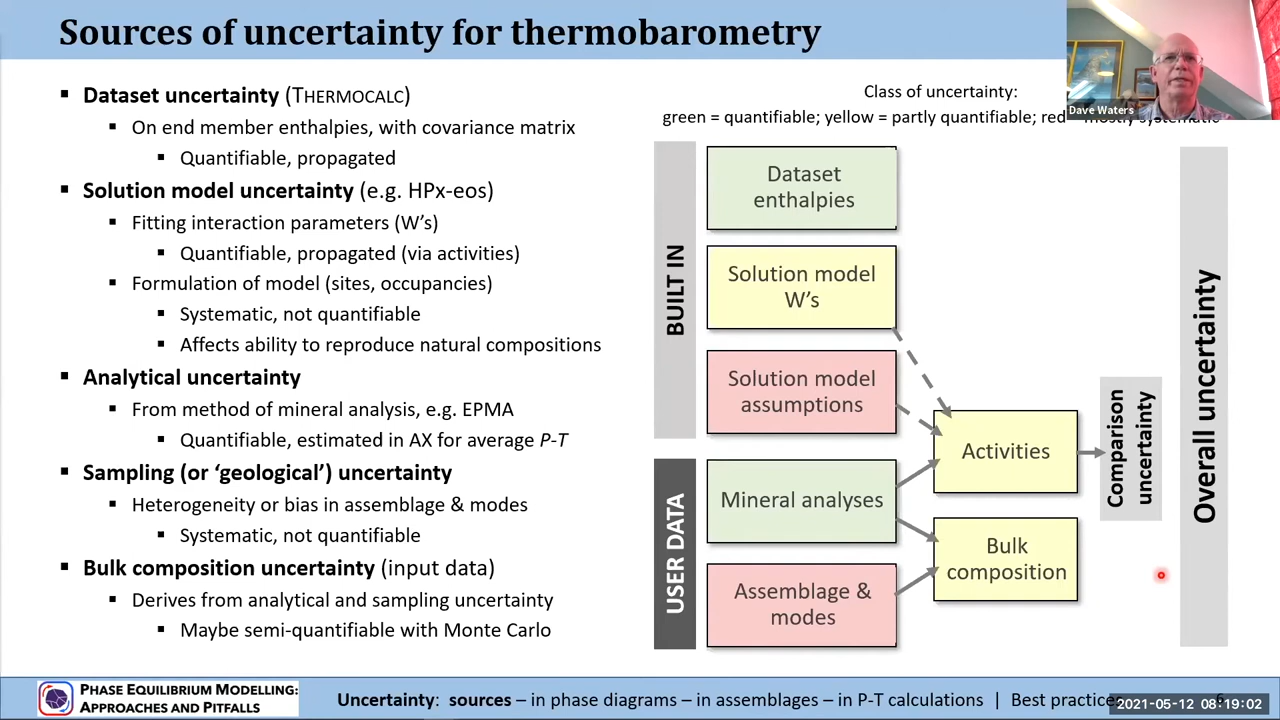 Sources of uncertainty for thermobarometry
▪ Dataset uncertainty (THERMOCALC)
▪ On end member enthalpies, with covariance matrix
▪ Quantifiable, propagated
▪ Solution model uncertainty (e.g. HPx-eos)
▪ Fitting interaction parameters (W’s)
▪ Quantifiable, propagated (via activities)
▪ Formulation of model (sites, occupancies)
▪ Systematic, not quantifiable
▪ Affects ability to reproduce natural compositions
▪ Analytical uncertainty
▪ From method of mineral analysis, e.g. EPMA
▪ Quantifiable, estimated in AX for average P-T
▪ Sampling (or ‘geological’) uncertainty
▪ Heterogeneity or bias in assemblage & modes
▪ Systematic, not quantifiable
▪ Bulk composition uncertainty (input data)
▪ Derives from analytical and sampling uncertainty
▪ Maybe semi-quantifiable with Monte Carlo
Class of uncertainty:
green = quantifiable; yellow = partly quantifiable; red
Dave Waters
BUILT IN
Dataset
enthalpies
Solution model
W’s
Solution model
assumptions
USER DATA
Mineral analyses
Assemblage &
modes
Activities
Bulk
composition
Comparison
uncertainty
Overall uncertainty
PHASE EQUILIBRIUM MODELLING:
APPROACHES AND PITFALLS
Uncertainty: sources – in phase diagrams – in assemblages – in P-T calculations | Best practices
2021-05-12 08:19:02